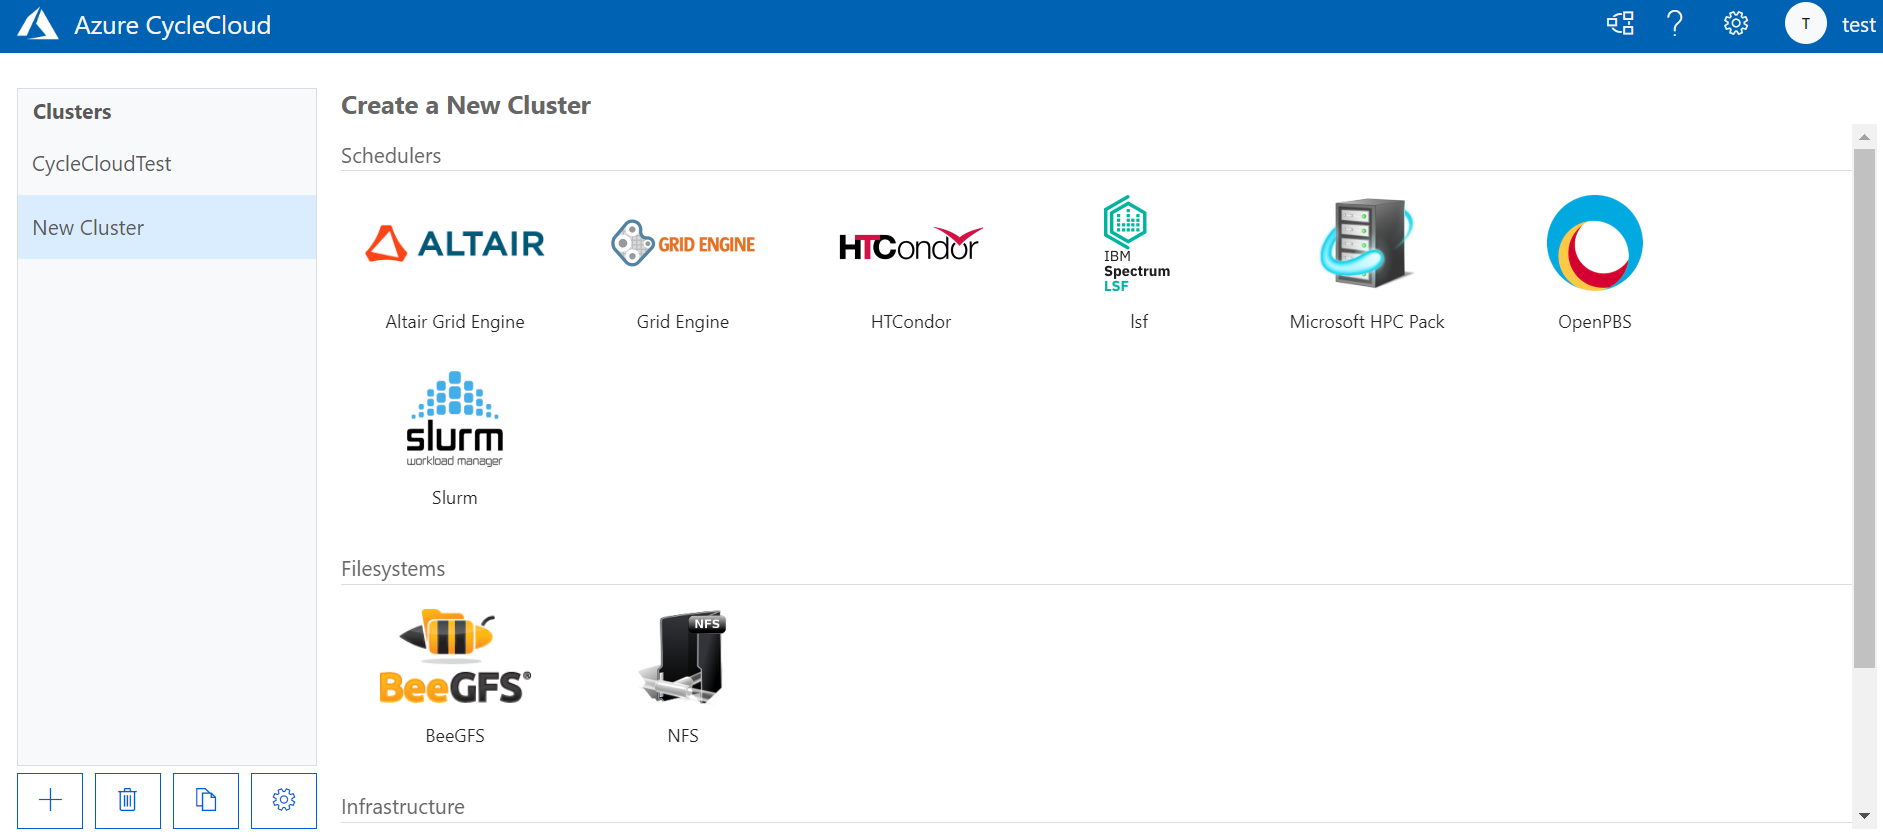 Azure CycleCloud
T
test
Clusters
CycleCloudTest
New Cluster
Create a New Cluster
Schedulers
ALTAIR
Altair Grid Engine
GRID ENGINE
Grid Engine
HTCondor
HTCondor
IBM
Spectrum
LSF
lsf
Microsoft HPC Pack
OpenPBS
slurm
workload manager
Slurm
Filesystems
BeeGFS®
BeeGFS
NFS
NFS
Infrastructure